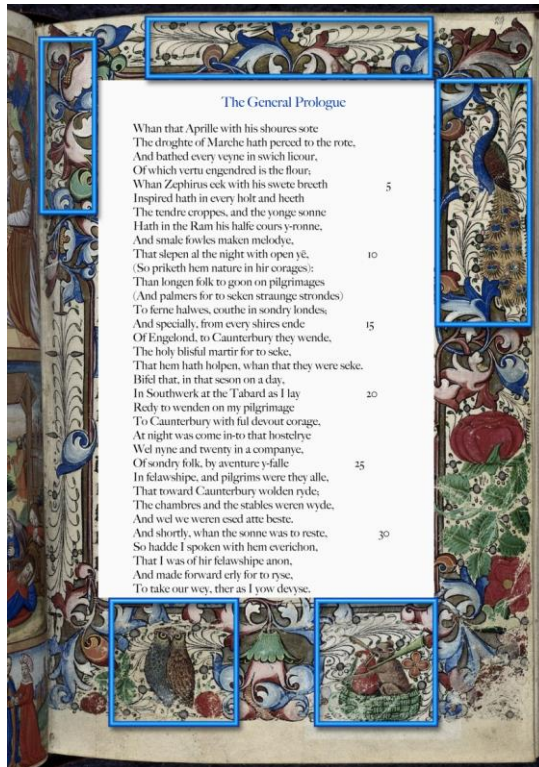 The General Prologue
Whan that Aprille with his shoures sote
The droghte of Marche hath perced to the rote,
And bathed every veyne in swich licour,
Of which vertu engendred is the flour;
Whan Zephirus eek with his swete breeth 5
Inspired hath in every holt and heeth
The tendre croppes, and the yonge sonne
Hath in the Ram his halfe cours y-ronne,
And smale fowles maken melodye,
That slepen al the night with open yë, 10
(So priketh hem nature in hir corages):
Than longen folk to goon on pilgrimages
(And palmers for to seken straunge strondes)
To ferne halwes, couthe in sondry londes;
And specially, from every shires ende 15
Of Engelond, to Caunterbury they wende,
The holy blisful martir for to seke,
That hem hath holpen, whan that they were seke.
Bifel that, in that seson on a day,
In Southwerk at the Tabard as I lay 20
Redy to wenden on my pilgrimage
To Caunterbury with ful devout corage,
At night was come in-to that hostelrye
Wel nyne and twenty in a companye,
Of sondry folk, by aventure y-falle 25
In felawshipe, and pilgrims were they alle,
That toward Caunterbury wolden ryde;
The chambres and the stables weren wyde,
And wel we weren esed atte beste.
And shortly, whan the sonne was to reste, 30
So hadde I spoken with hem everichon,
That I was of hir felawshipe anon,
And made forward erly for to ryse,
To take our wey, ther as I yow devyse.